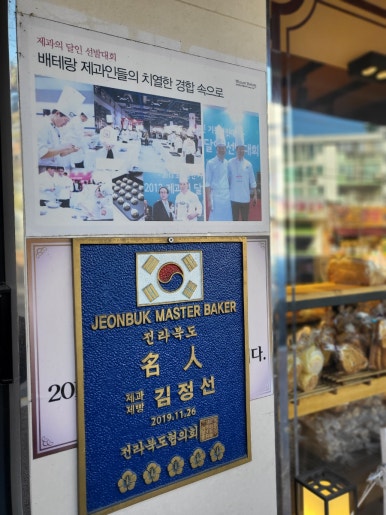 제과의 달인 선발대회
배테랑 제과인들의 치열한 경합 속으로
JEONBUK MASTER BAKER
전라북도
名人
제과
제빵
김정선
2019.11.26
전라북도협의회
20
다.